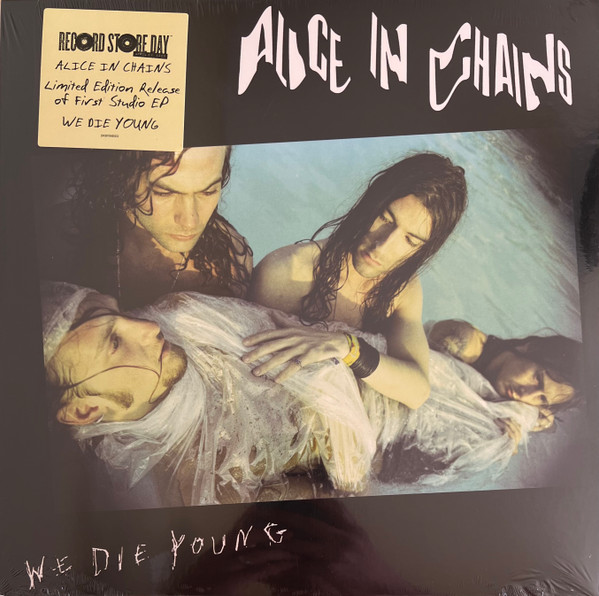 RECORD STORE DAY
ALICE IN CHAINS
Limited Edition Release
of First Studio EP
WE DIE YOUNG
ALICE IN CHAINS
WE DIE YOUNG